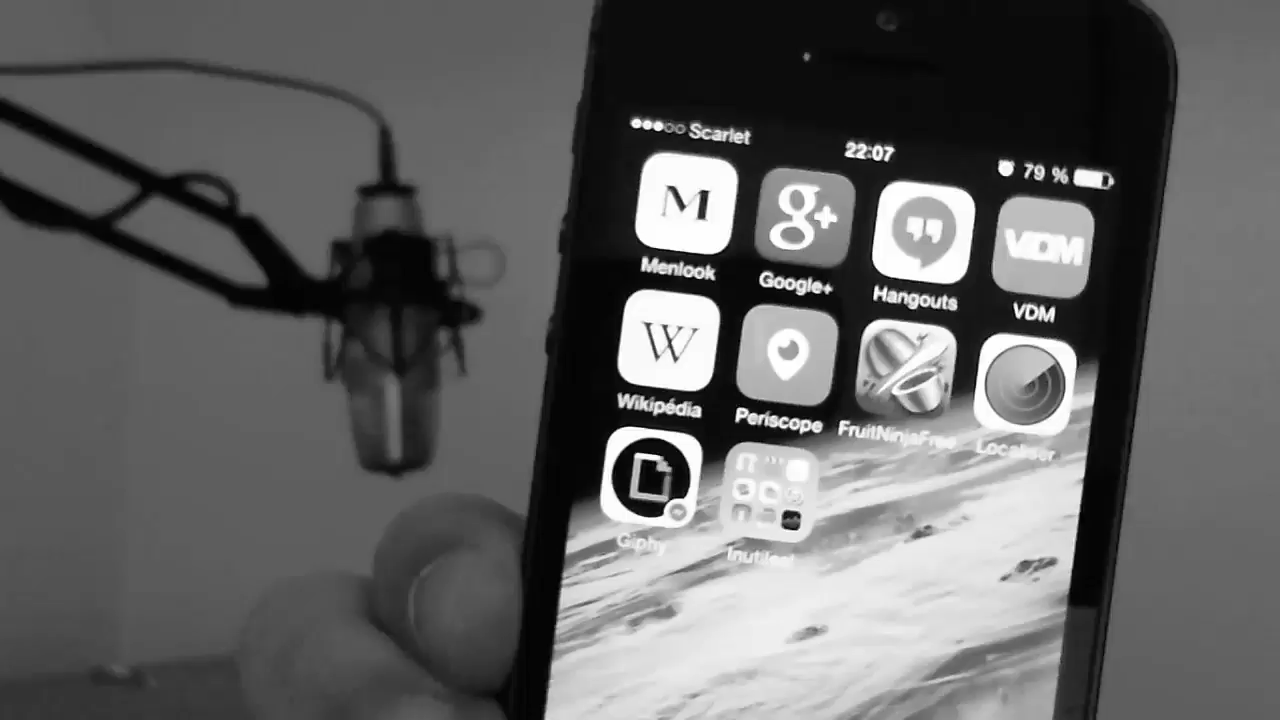 Scarlet 22:07 79 %
M g+ VDM
Menlook Google+ Hangouts VDM
W
Wikipédia Periscope FruitNinjaFree Localiser
Giphy